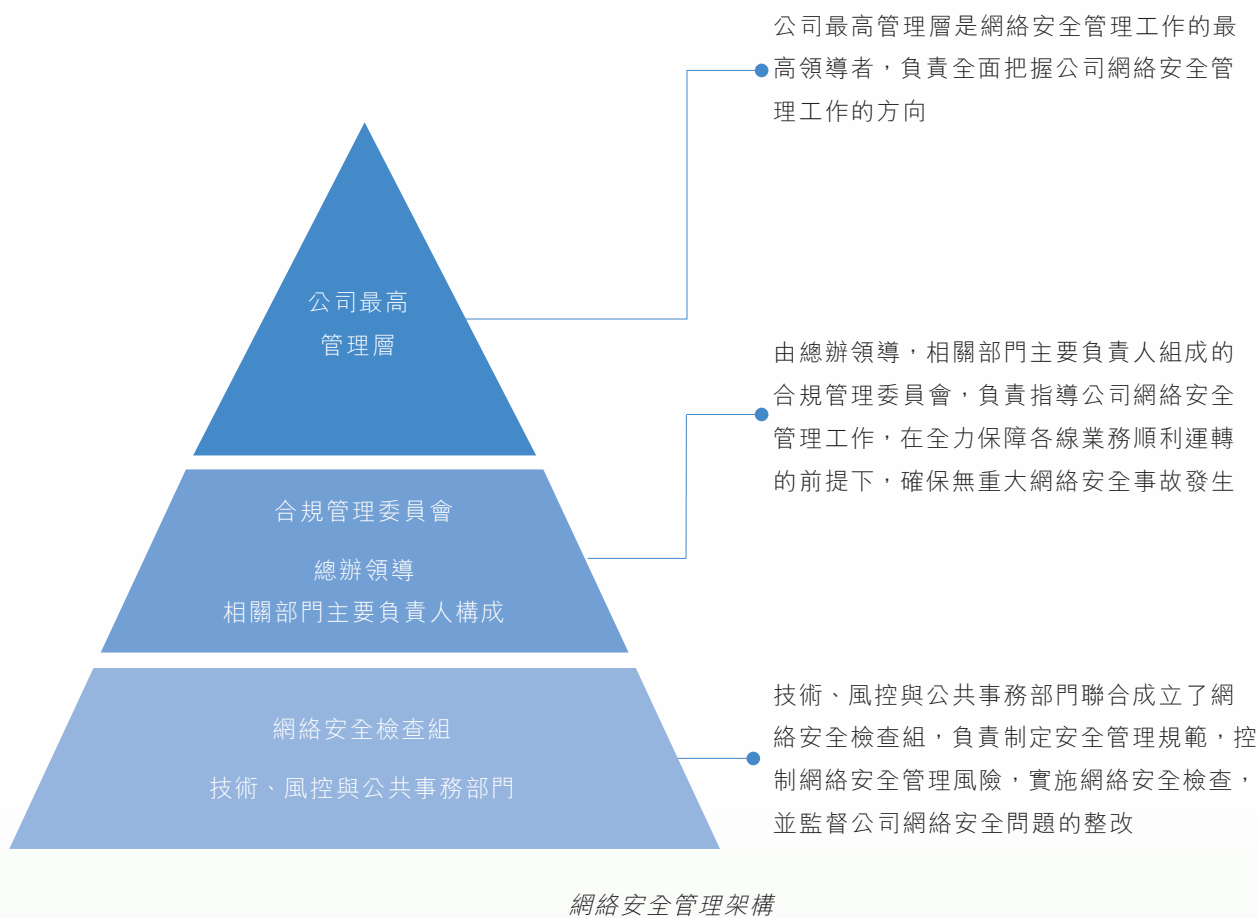 公司最高管理層是網絡安全管理工作的最
高領導者，負責全面把握公司網絡安全管
理工作的方向
公司最高
管理層
由總辦領導，相關部門主要負責人組成的
合規管理委員會，負責指導公司網絡安全
管理工作，在全力保障各線業務順利運轉
的前提下，確保無重大網絡安全事故發生
合規管理委員會
總辦領導
相關部門主要負責人構成
技術、風控與公共事務部門聯合成立了網
絡安全檢查組，負責制定安全管理規範，控
制網絡安全管理風險，實施網絡安全檢查，
並監督公司網絡安全問題的整改
網絡安全檢查組
技術、風控與公共事務部門
網絡安全管理架構